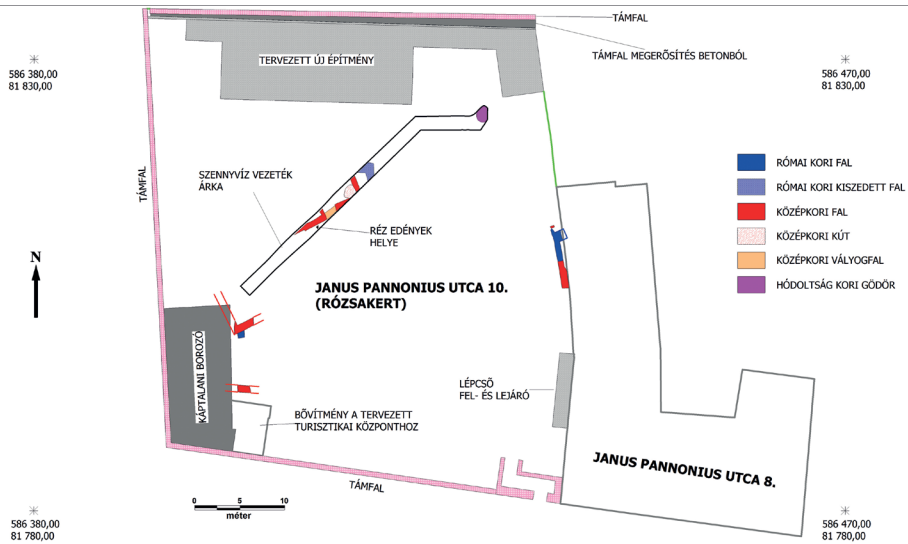 TÁMFAL
TÁMFAL MEGERŐSÍTÉS BETONBÓL
586 380,00
81 830,00
TERVEZETT ÚJ ÉPÍTMÉNY
586 470,00
81 830,00
TÁMFAL
SZENNYVÍZ VEZETÉK
ÁRKA
RÉZ EDÉNYEK
HELYE
RÓMAI KORI FAL
RÓMAI KORI KISZEDETT FAL
KÖZÉPKORI FAL
KÖZÉPKORI KÚT
KÖZÉPKORI VÁLYOGFAL
HÓDOLTSÁG KORI GÖDÖR
N
JANUS PANNONIUS UTCA 10.
(RÓZSAKERT)
KÁPTALANI BOROZÓ
LÉPCSŐ
FEL- ÉS LEJÁRÓ
BŐVÍTMÉNY A TERVEZETT
TURISZTIKAI KÖZPONTHOZ
JANUS PANNONIUS UTCA 8.
TÁMFAL
0 5 10
méter
586 380,00
81 780,00
586 470,00
81 780,00